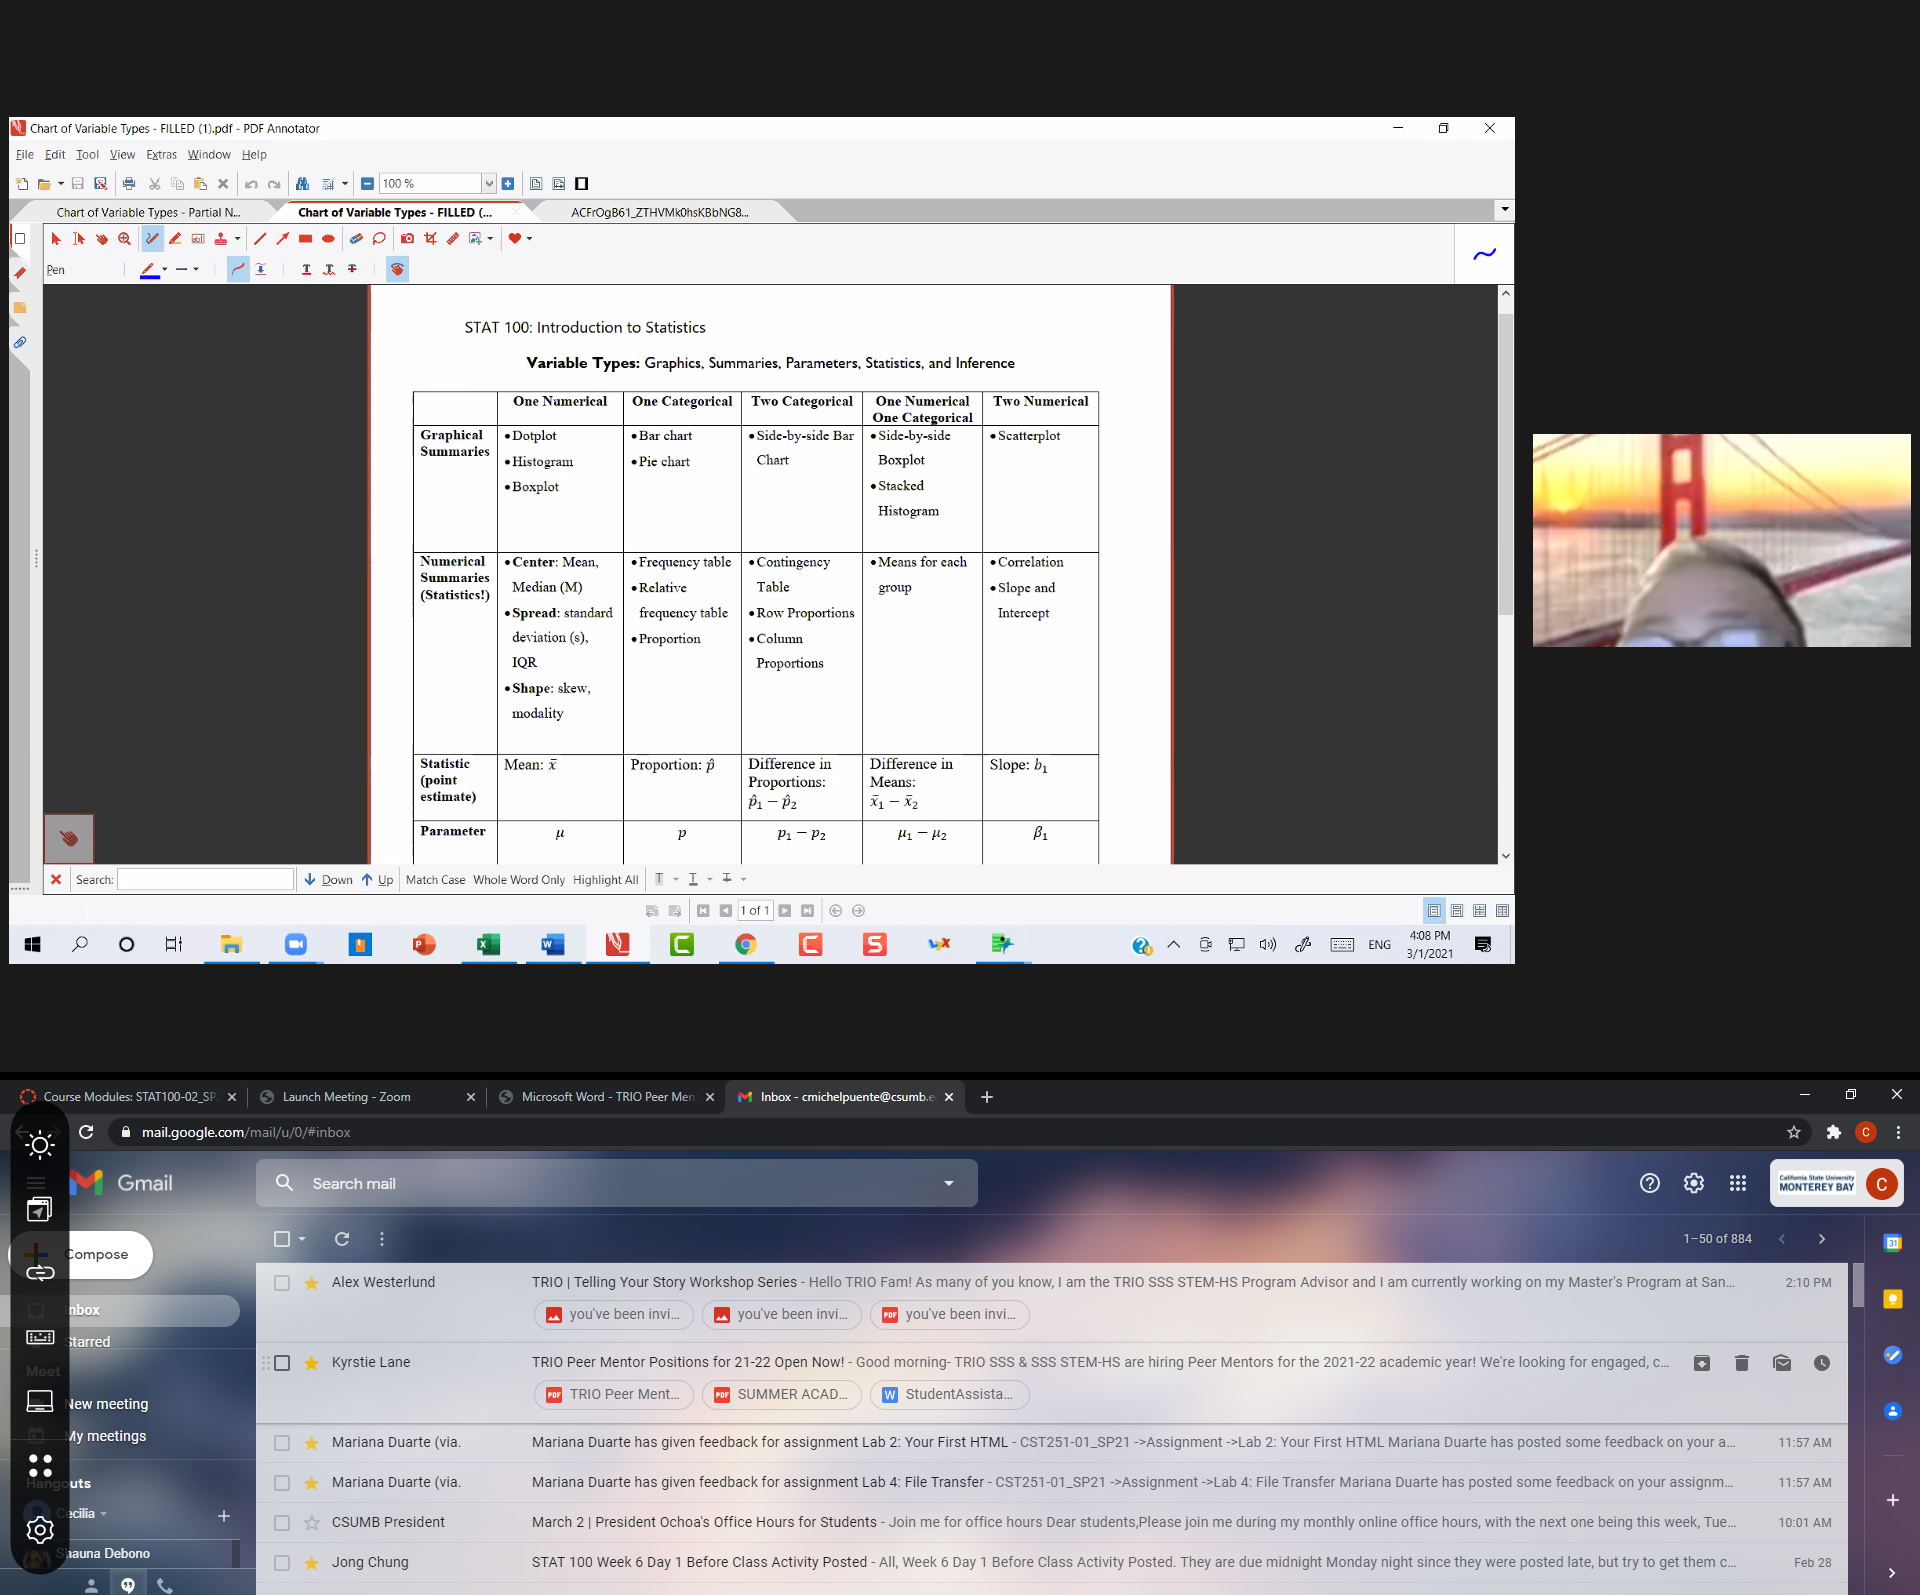 Chart of Variable Types - FILLED (1).pdf - PDF Annotator
File Edit Tool View Extras Window Help
100 %
Chart of Variable Types - Partial N...
Chart of Variable Types - FILLED (...
ACFrOgB61_ZTHVMk0hsKBbNG8...
Pen
STAT 100: Introduction to Statistics
Variable Types: Graphics, Summaries, Parameters, Statistics, and Inference
One Numerical
One Categorical
Two Categorical
One Numerical
One Categorical
Two Numerical
Graphical
Summaries
• Dotplot
• Histogram
• Boxplot
• Bar chart
• Pie chart
• Side-by-side Bar
Chart
• Side-by-side
Boxplot
• Stacked
Histogram
• Scatterplot
Numerical
Summaries
(Statistics!)
• Center: Mean,
Median (M)
• Spread: standard
deviation (s),
IQR
• Shape: skew,
modality
• Frequency table
• Relative
frequency table
• Proportion
• Contingency
Table
• Row Proportions
• Column
Proportions
• Means for each
group
• Correlation
• Slope and
Intercept
Statistic
(point
estimate)
Mean: x̄
Proportion: p̂
Difference in
Proportions:
p̂₁ − p̂₂
Difference in
Means:
x̄₁ − x̄₂
Slope: b₁
Parameter
μ
p
p₁ − p₂
μ₁ − μ₂
β₁
Search:
Down Up Match Case Whole Word Only Highlight All
1 of 1
ENG
4:08 PM
3/1/2021
Course Modules: STAT100-02_SP
Launch Meeting - Zoom
Microsoft Word - TRIO Peer Men
Inbox - cmichelpuente@csumb.e
mail.google.com/mail/u/0/#inbox
C
Gmail
Search mail
California State University
MONTEREY BAY
C
Compose
1–50 of 884
31
Inbox
Starred
Meet
New meeting
My meetings
Hangouts
Cecilia
Shauna Debono
Alex Westerlund
TRIO | Telling Your Story Workshop Series - Hello TRIO Fam! As many of you know, I am the TRIO SSS STEM-HS Program Advisor and I am currently working on my Master's Program at San...
2:10 PM
you've been invi...
you've been invi...
PDF you've been invi...
Kyrstie Lane
TRIO Peer Mentor Positions for 21-22 Open Now! - Good morning- TRIO SSS & SSS STEM-HS are hiring Peer Mentors for the 2021-22 academic year! We're looking for engaged, c...
PDF TRIO Peer Ment...
PDF SUMMER ACAD...
W StudentAssista...
Mariana Duarte (via.
Mariana Duarte has given feedback for assignment Lab 2: Your First HTML - CST251-01_SP21 ->Assignment ->Lab 2: Your First HTML Mariana Duarte has posted some feedback on your a...
11:57 AM
Mariana Duarte (via.
Mariana Duarte has given feedback for assignment Lab 4: File Transfer - CST251-01_SP21 ->Assignment ->Lab 4: File Transfer Mariana Duarte has posted some feedback on your assignm...
11:57 AM
CSUMB President
March 2 | President Ochoa's Office Hours for Students - Join me for office hours Dear students,Please join me during my monthly online office hours, with the next one being this week, Tue...
10:01 AM
Jong Chung
STAT 100 Week 6 Day 1 Before Class Activity Posted - All, Week 6 Day 1 Before Class Activity Posted. They are due midnight Monday night since they were posted late, but try to get them c...
Feb 28